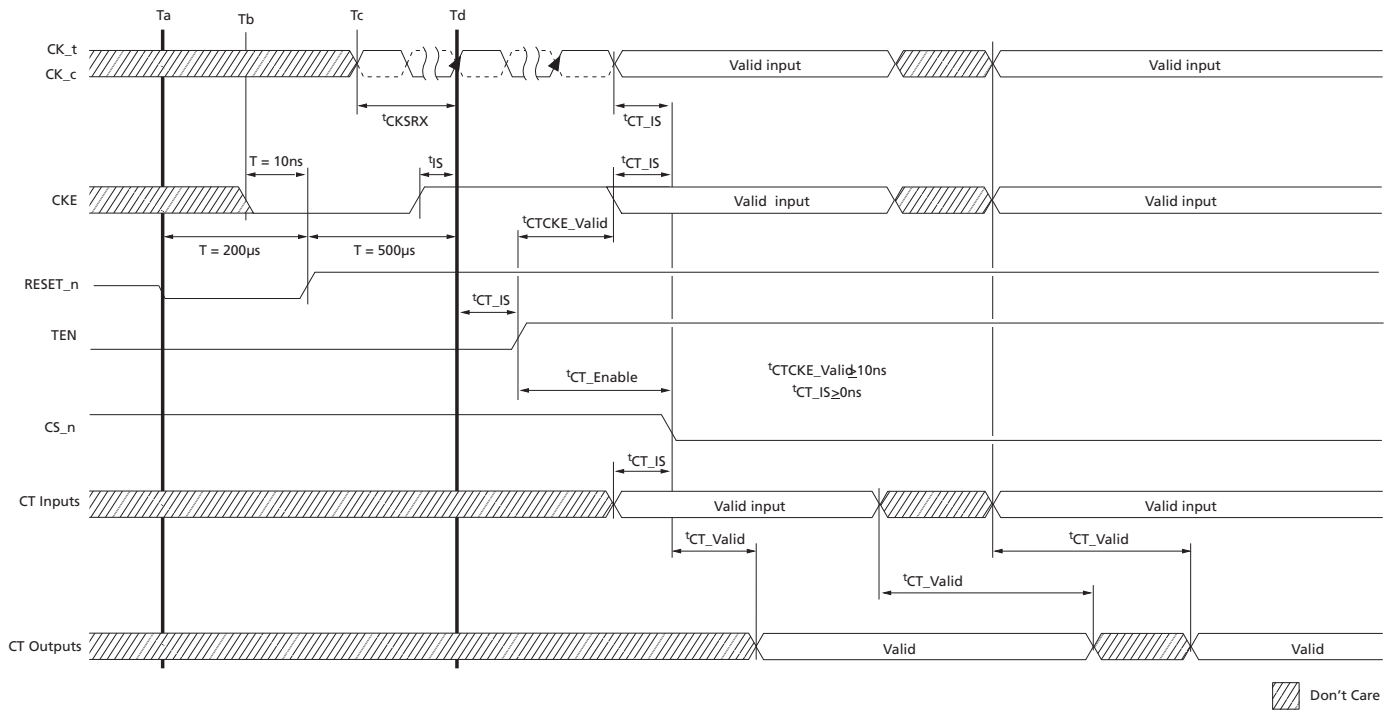 Ta
Tb
Tc
Td
CK_t
CK_c
Valid input
Valid input
tCKSRX
tCT_IS
T = 10ns
tIS
tCT_IS
CKE
Valid input
Valid input
tCTCKE_Valid
T = 200µs
T = 500µs
RESET_n
tCT_IS
TEN
tCT_Enable
tCTCKE_Valid≥10ns
tCT_IS≥0ns
CS_n
tCT_IS
CT Inputs
Valid input
Valid input
tCT_Valid
tCT_Valid
tCT_Valid
CT Outputs
Valid
Valid
Don't Care